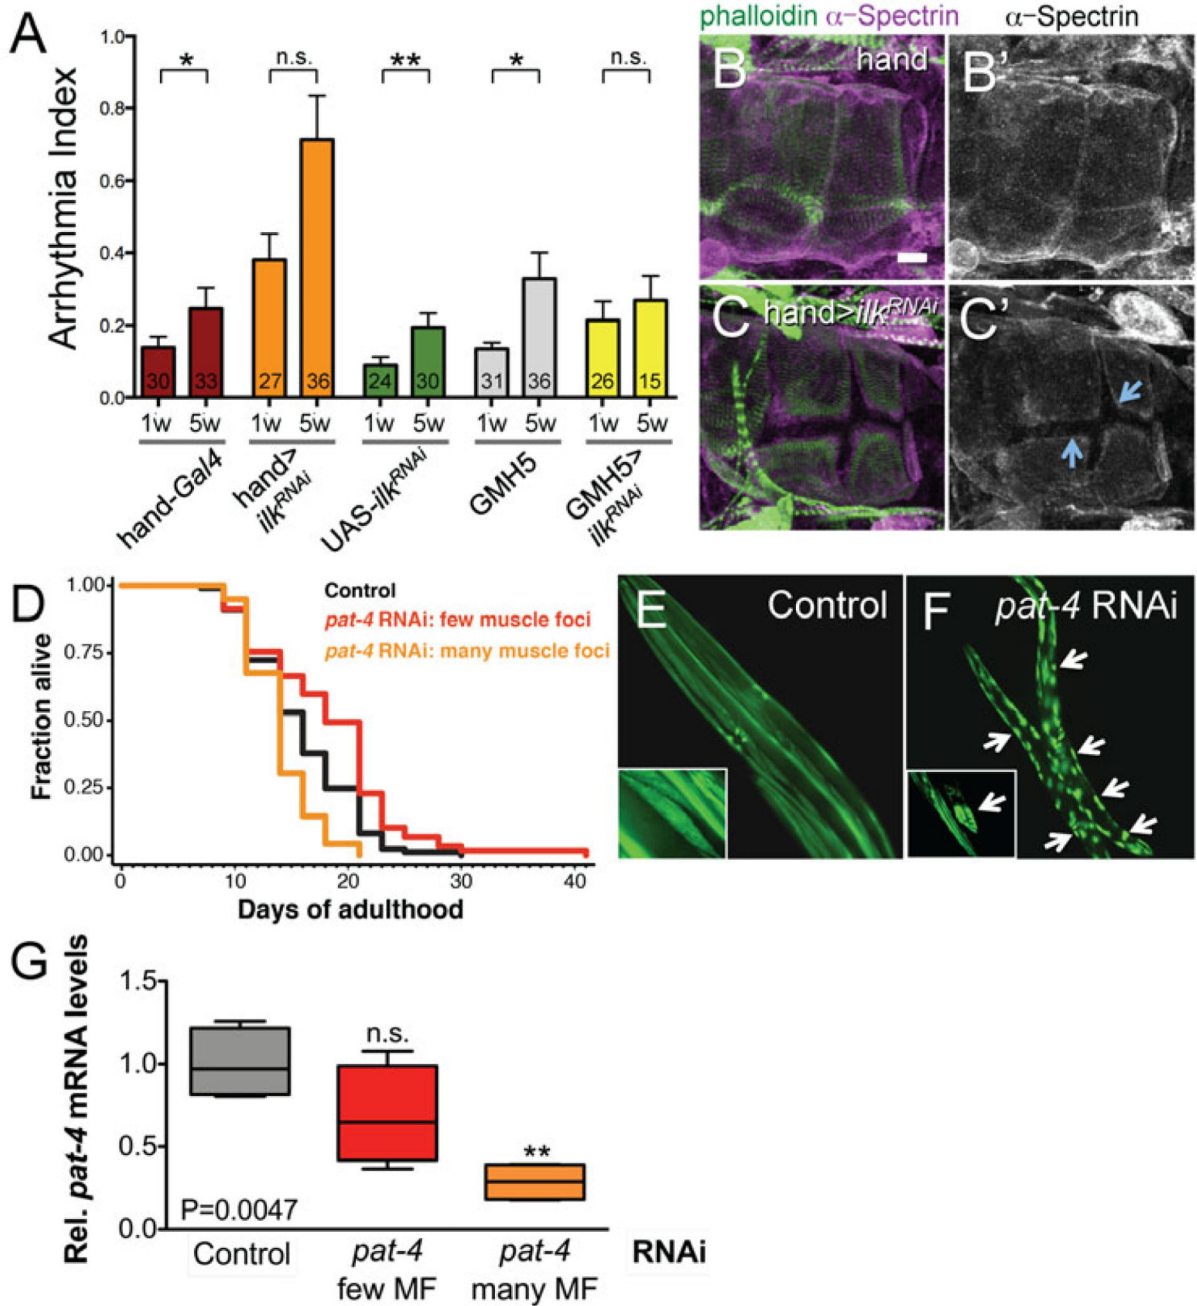 A
Arrhythmia Index
1.0
0.8
0.6
0.4
0.2
0.0
*
n.s.
**
*
n.s.
30
33
27
36
24
30
31
36
26
15
1w
5w
1w
5w
1w
5w
1w
5w
1w
5w
hand-Gal4
hand>
ilkRNAi
UAS-ilkRNAi
GMH5
GMH5>
ilkRNAi
phalloidin α-Spectrin
α-Spectrin
B
hand
B'
C
hand>ilkRNAi
C'
D
Fraction alive
1.00
0.75
0.50
0.25
0.00
Control
pat-4 RNAi: few muscle foci
pat-4 RNAi: many muscle foci
0
10
20
30
40
Days of adulthood
E
Control
F
pat-4 RNAi
G
Rel. pat-4 mRNA levels
1.5
1.0
0.5
0.0
n.s.
**
P=0.0047
Control
pat-4
few MF
pat-4
many MF
RNAi